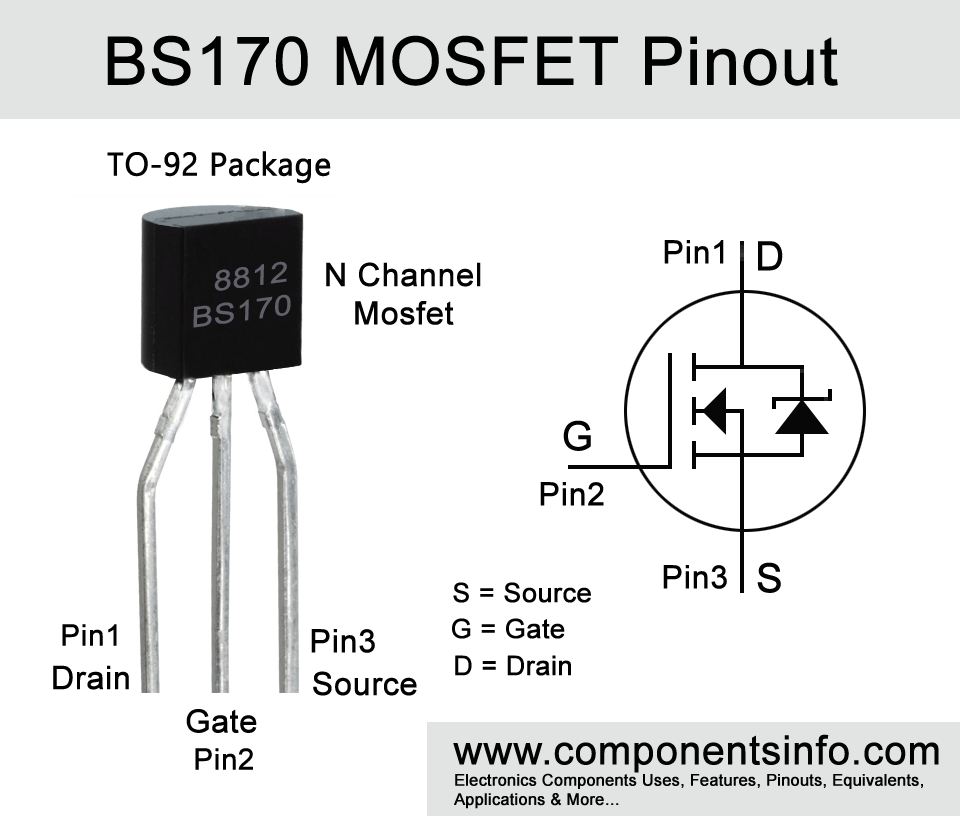 BS170 MOSFET Pinout
TO-92 Package
8812
BS170
N Channel
Mosfet
Pin1
Drain
Gate
Pin2
Pin3
Source
Pin1 D
G
Pin2
Pin3 S
S = Source
G = Gate
D = Drain
www.componentsinfo.com
Electronics Components Uses, Features, Pinouts, Equivalents,
Applications & More...